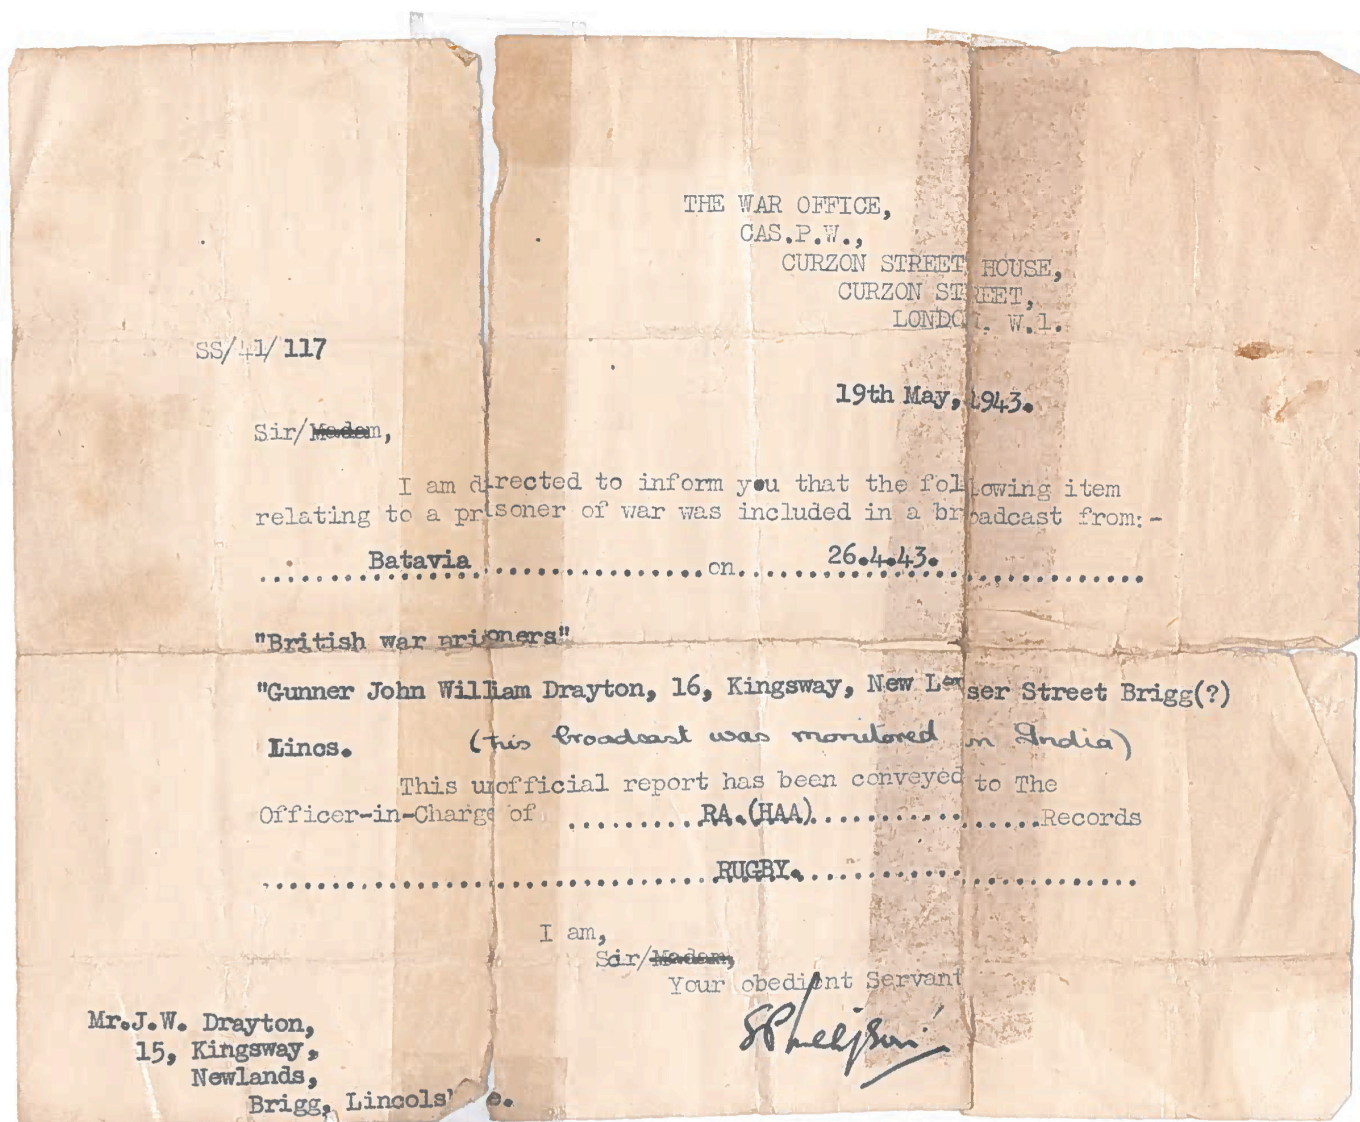 THE WAR OFFICE,
CAS.P.W.,
CURZON STREET HOUSE,
CURZON STREET,
LONDON. W.1.
SS/41/117
19th May, 1943.
Sir/Madam,
I am directed to inform you that the following item
relating to a prisoner of war was included in a broadcast from:-
Batavia on 26.4.43.
"British war prisoners"
"Gunner John William Drayton, 16, Kingsway, New Street Brigg(?)
Lincs. (this broadcast was monitored in India)
This unofficial report has been conveyed to The
Officer-in-Charge of RA.(HAA) Records
RUGBY.
I am,
Sir/Madam,
Your obedient Servant
Mr.J.W. Drayton,
15, Kingsway,
Newlands,
Brigg,